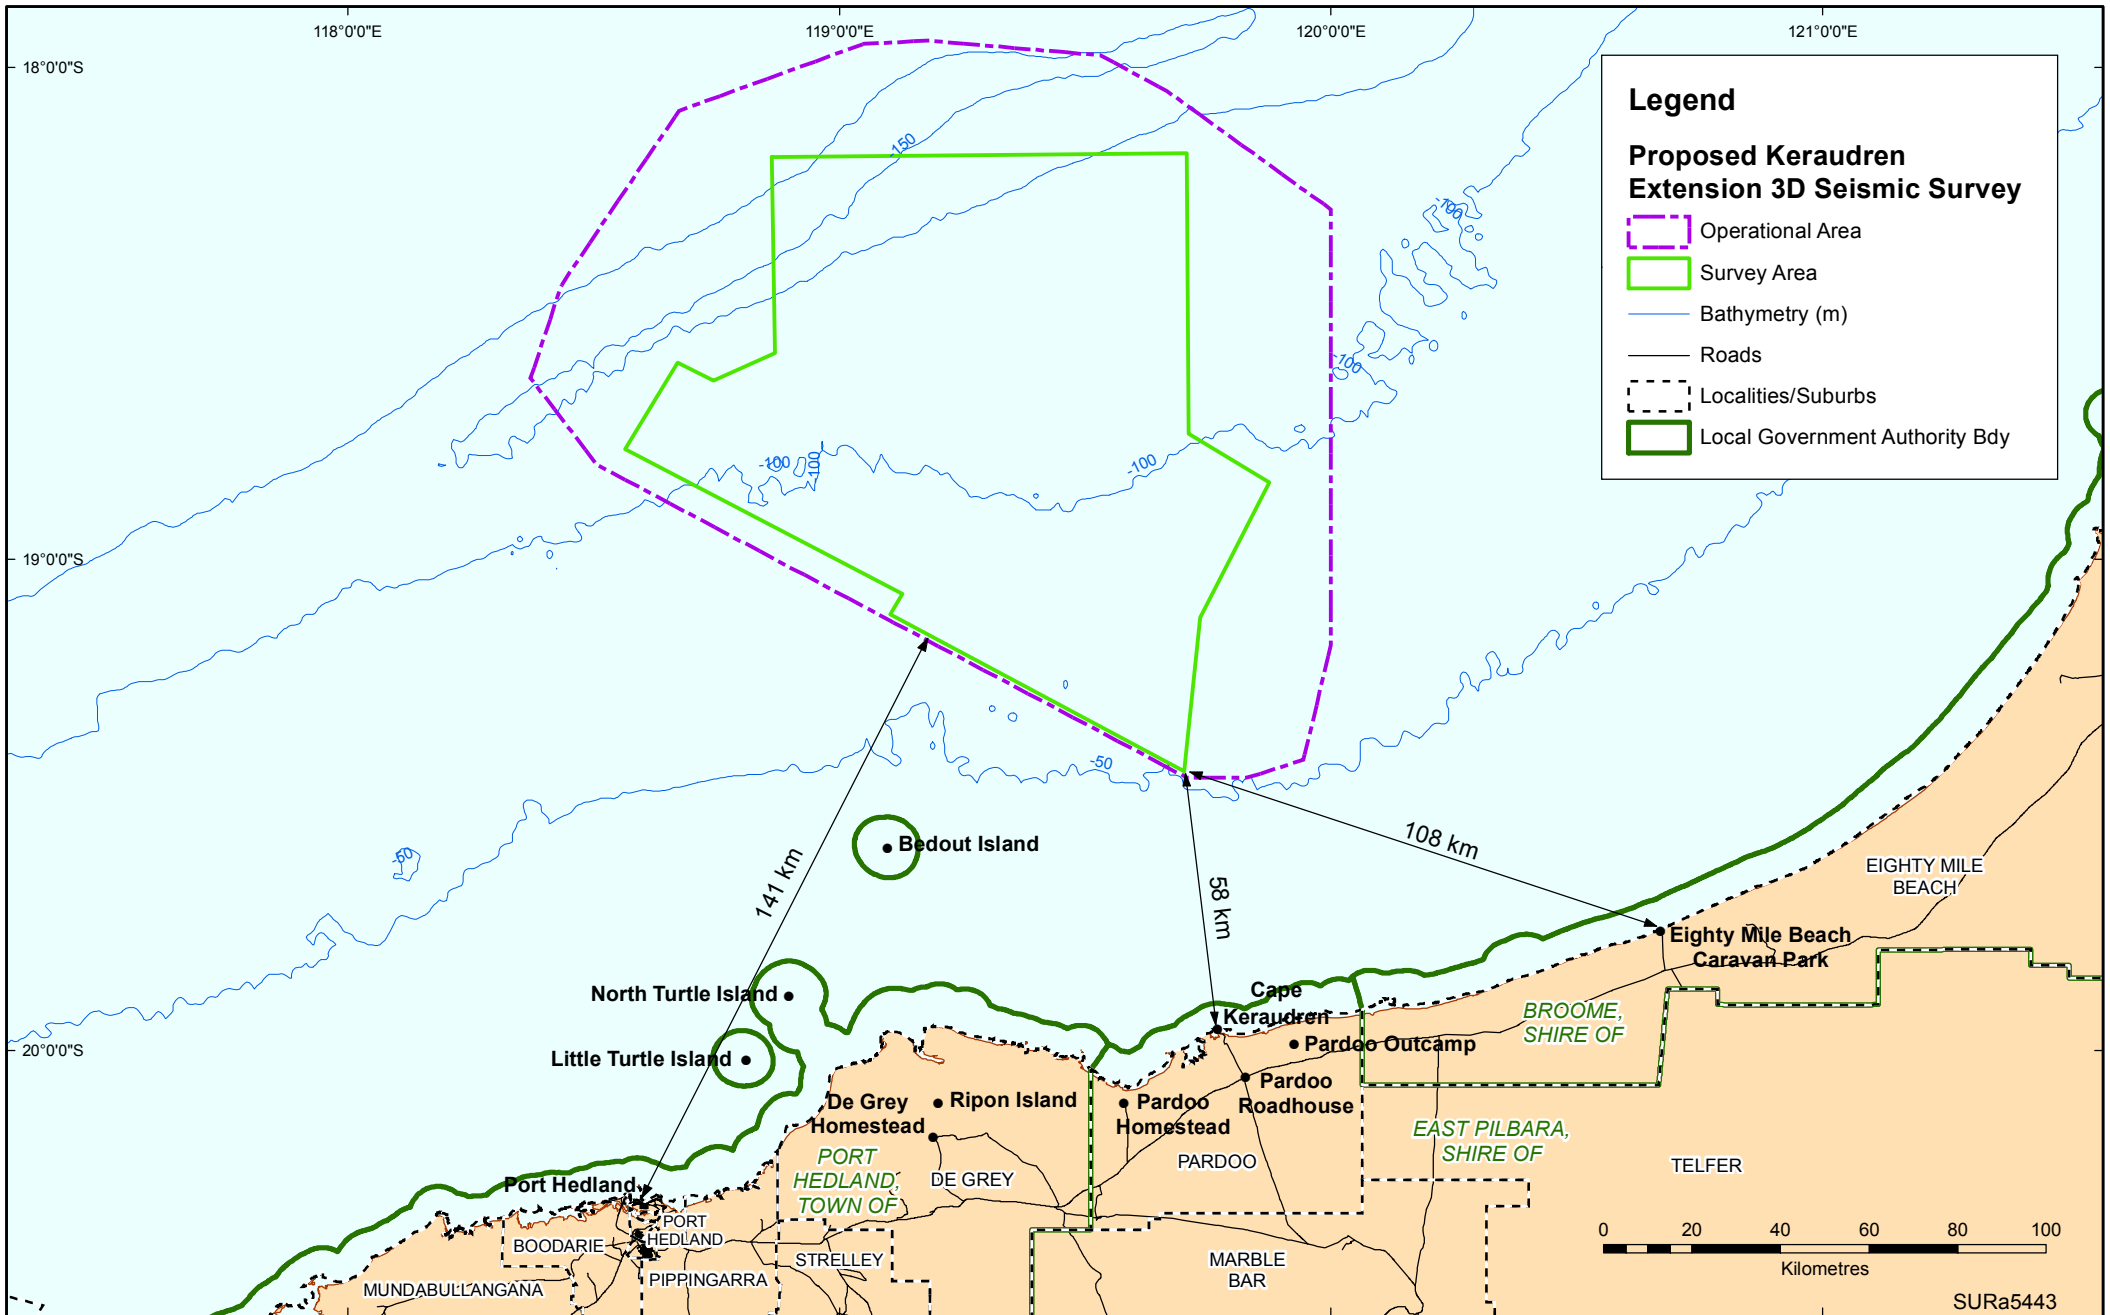 118°0'0"E
119°0'0"E
120°0'0"E
121°0'0"E
18°0'0"S
19°0'0"S
20°0'0"S
Legend
Proposed Keraudren
Extension 3D Seismic Survey
Operational Area
Survey Area
Bathymetry (m)
Roads
Localities/Suburbs
Local Government Authority Bdy
-150
-100
-100
-100
-100
-100
-50
-50
141 km
58 km
108 km
Bedout Island
North Turtle Island
Little Turtle Island
Port Hedland
De Grey
Homestead
Ripon Island
Cape
Keraudren
Pardoo Outcamp
Pardoo
Roadhouse
Pardoo
Homestead
Eighty Mile Beach
Caravan Park
EIGHTY MILE
BEACH
BROOME,
SHIRE OF
EAST PILBARA,
SHIRE OF
PORT
HEDLAND,
TOWN OF
DE GREY
PARDOO
TELFER
PORT
HEDLAND
BOODARIE
STRELLEY
PIPPINGARRA
MUNDABULLANGANA
MARBLE
BAR
0 20 40 60 80 100
Kilometres
SURa5443